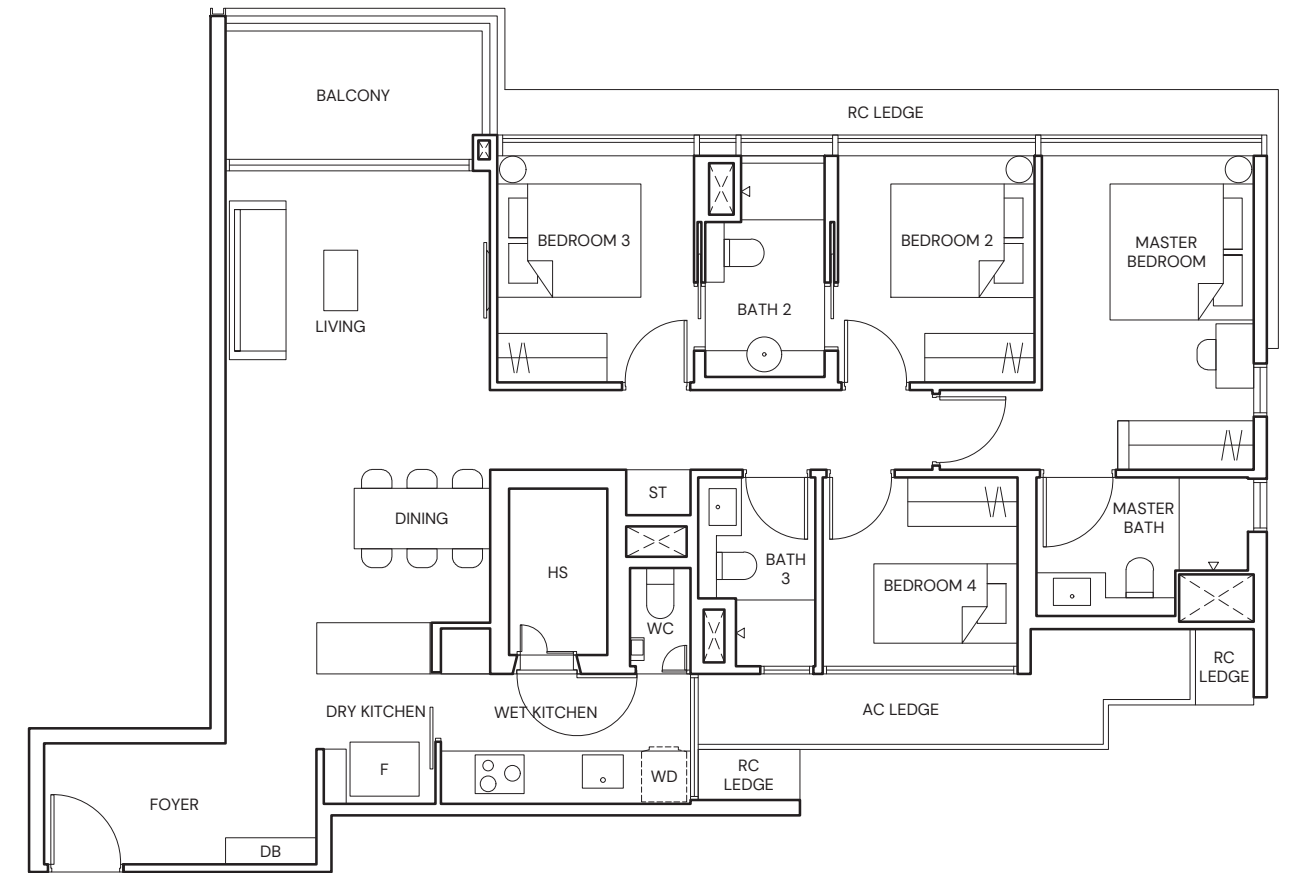 BALCONY
RC LEDGE
BEDROOM 3
BEDROOM 2
MASTER
BEDROOM
BATH 2
LIVING
ST
DINING
MASTER
BATH
HS
BATH
3
BEDROOM 4
WC
RC
LEDGE
DRY KITCHEN
WET KITCHEN
AC LEDGE
F
WD
RC
LEDGE
FOYER
DB